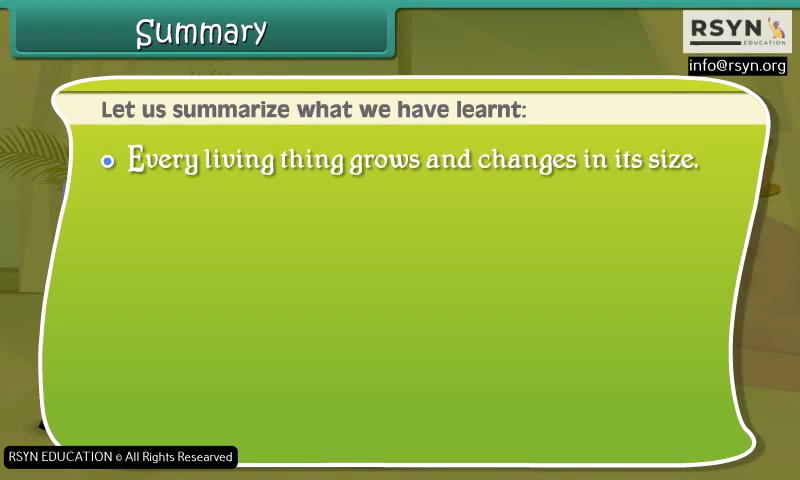 Summary
RSYN
EDUCATION
info@rsyn.org
Let us summarize what we have learnt:
Every living thing grows and changes in its size.
RSYN EDUCATION © All Rights Researved